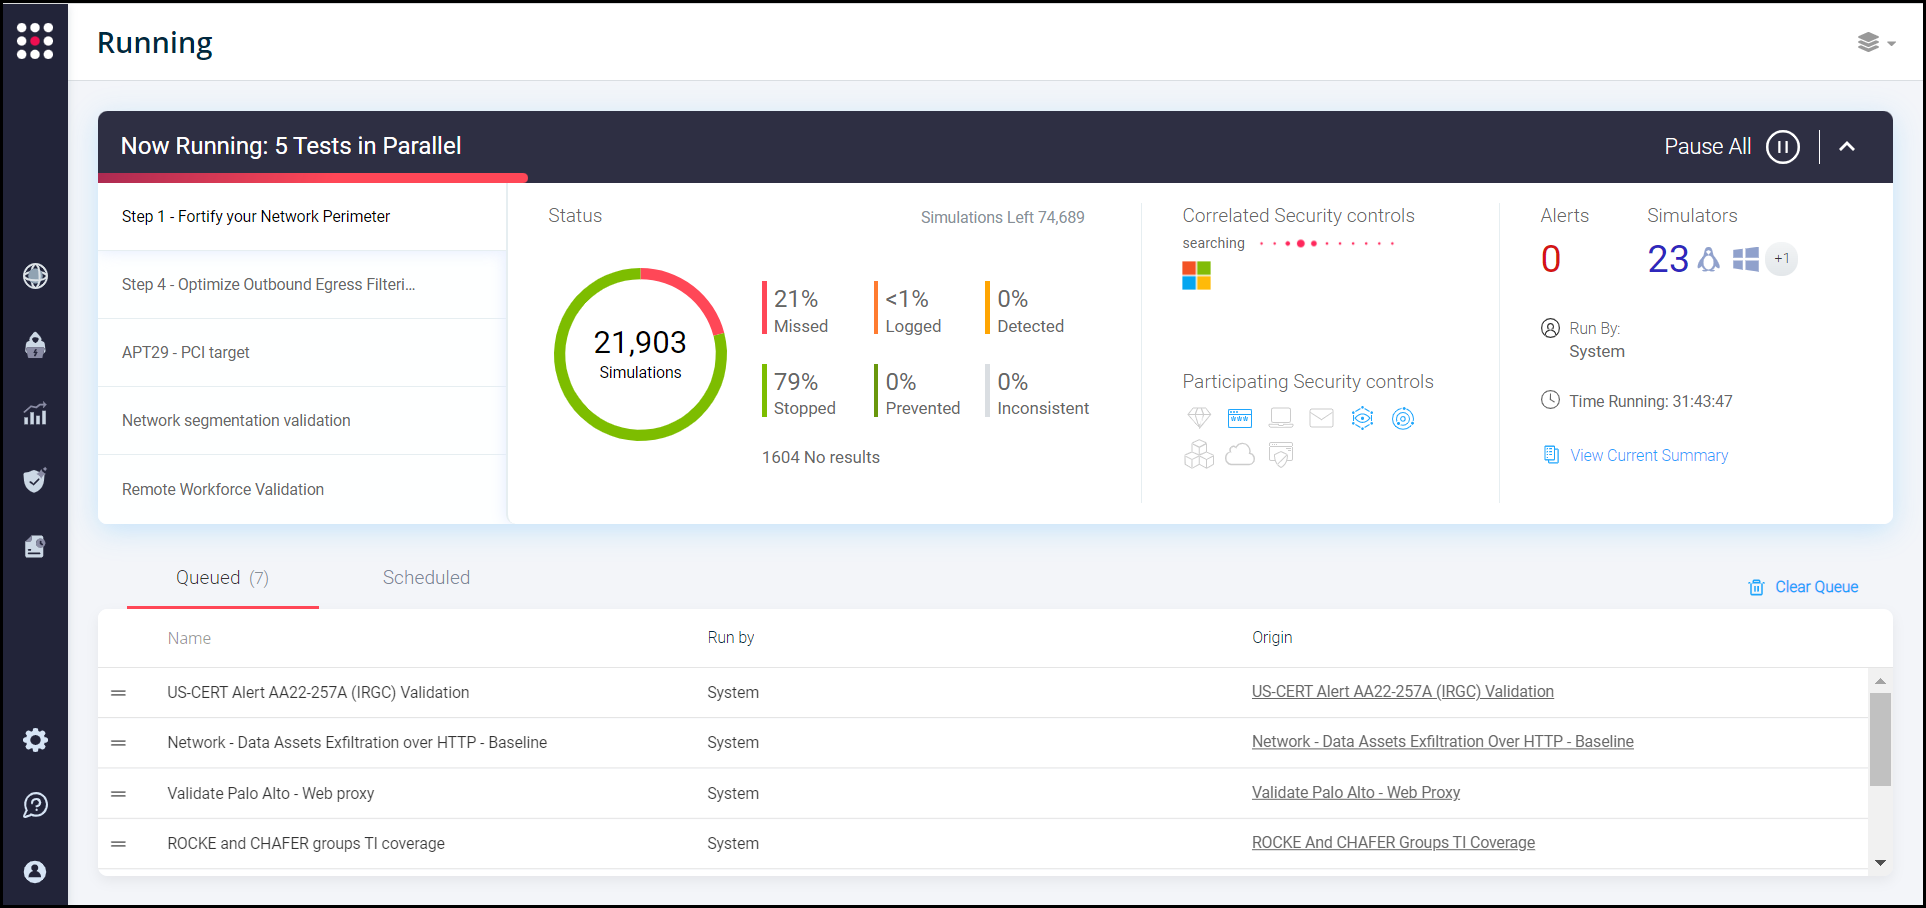 Running
Now Running: 5 Tests in Parallel
Pause All
Step 1 - Fortify your Network Perimeter
Step 4 - Optimize Outbound Egress Filteri...
APT29 - PCI target
Network segmentation validation
Remote Workforce Validation
Status
Simulations Left 74,689
21,903
Simulations
21%
Missed
<1%
Logged
0%
Detected
79%
Stopped
0%
Prevented
0%
Inconsistent
1604 No results
Correlated Security controls
searching
Participating Security controls
Alerts
0
Simulators
23
+1
Run By:
System
Time Running: 31:43:47
View Current Summary
Queued (7)
Scheduled
Clear Queue
Name Run by Origin
US-CERT Alert AA22-257A (IRGC) Validation System US-CERT Alert AA22-257A (IRGC) Validation
Network - Data Assets Exfiltration over HTTP - Baseline System Network - Data Assets Exfiltration Over HTTP - Baseline
Validate Palo Alto - Web proxy System Validate Palo Alto - Web Proxy
ROCKE and CHAFER groups TI coverage System ROCKE And CHAFER Groups TI Coverage